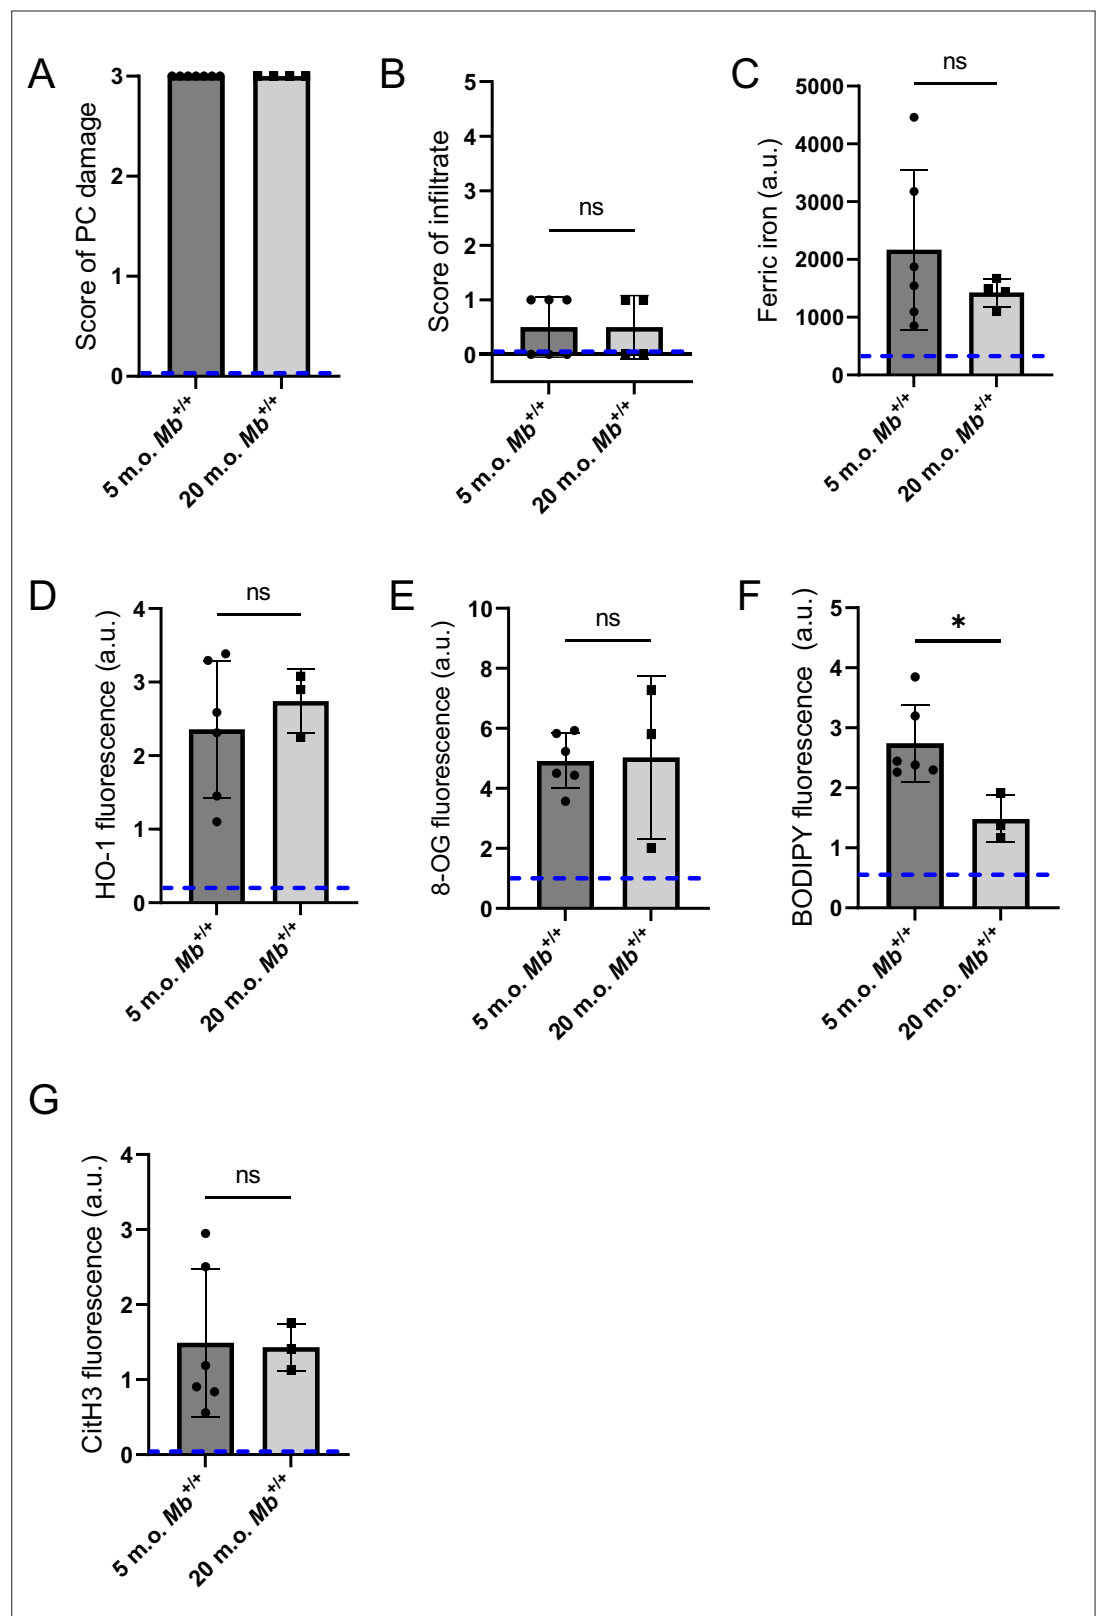 A
Score of PC damage
3
2
1
0
5 m.o. Mb+/+
20 m.o. Mb+/+
B
Score of infiltrate
5
4
3
2
1
0
ns
5 m.o. Mb+/+
20 m.o. Mb+/+
C
Ferric iron (a.u.)
5000
4000
3000
2000
1000
0
ns
5 m.o. Mb+/+
20 m.o. Mb+/+
D
HO-1 fluorescence (a.u.)
4
3
2
1
0
ns
5 m.o. Mb+/+
20 m.o. Mb+/+
E
8-OG fluorescence (a.u.)
10
8
6
4
2
0
ns
5 m.o. Mb+/+
20 m.o. Mb+/+
F
BODIPY fluorescence (a.u.)
5
4
3
2
1
0
*
5 m.o. Mb+/+
20 m.o. Mb+/+
G
CitH3 fluorescence (a.u.)
4
3
2
1
0
ns
5 m.o. Mb+/+
20 m.o. Mb+/+